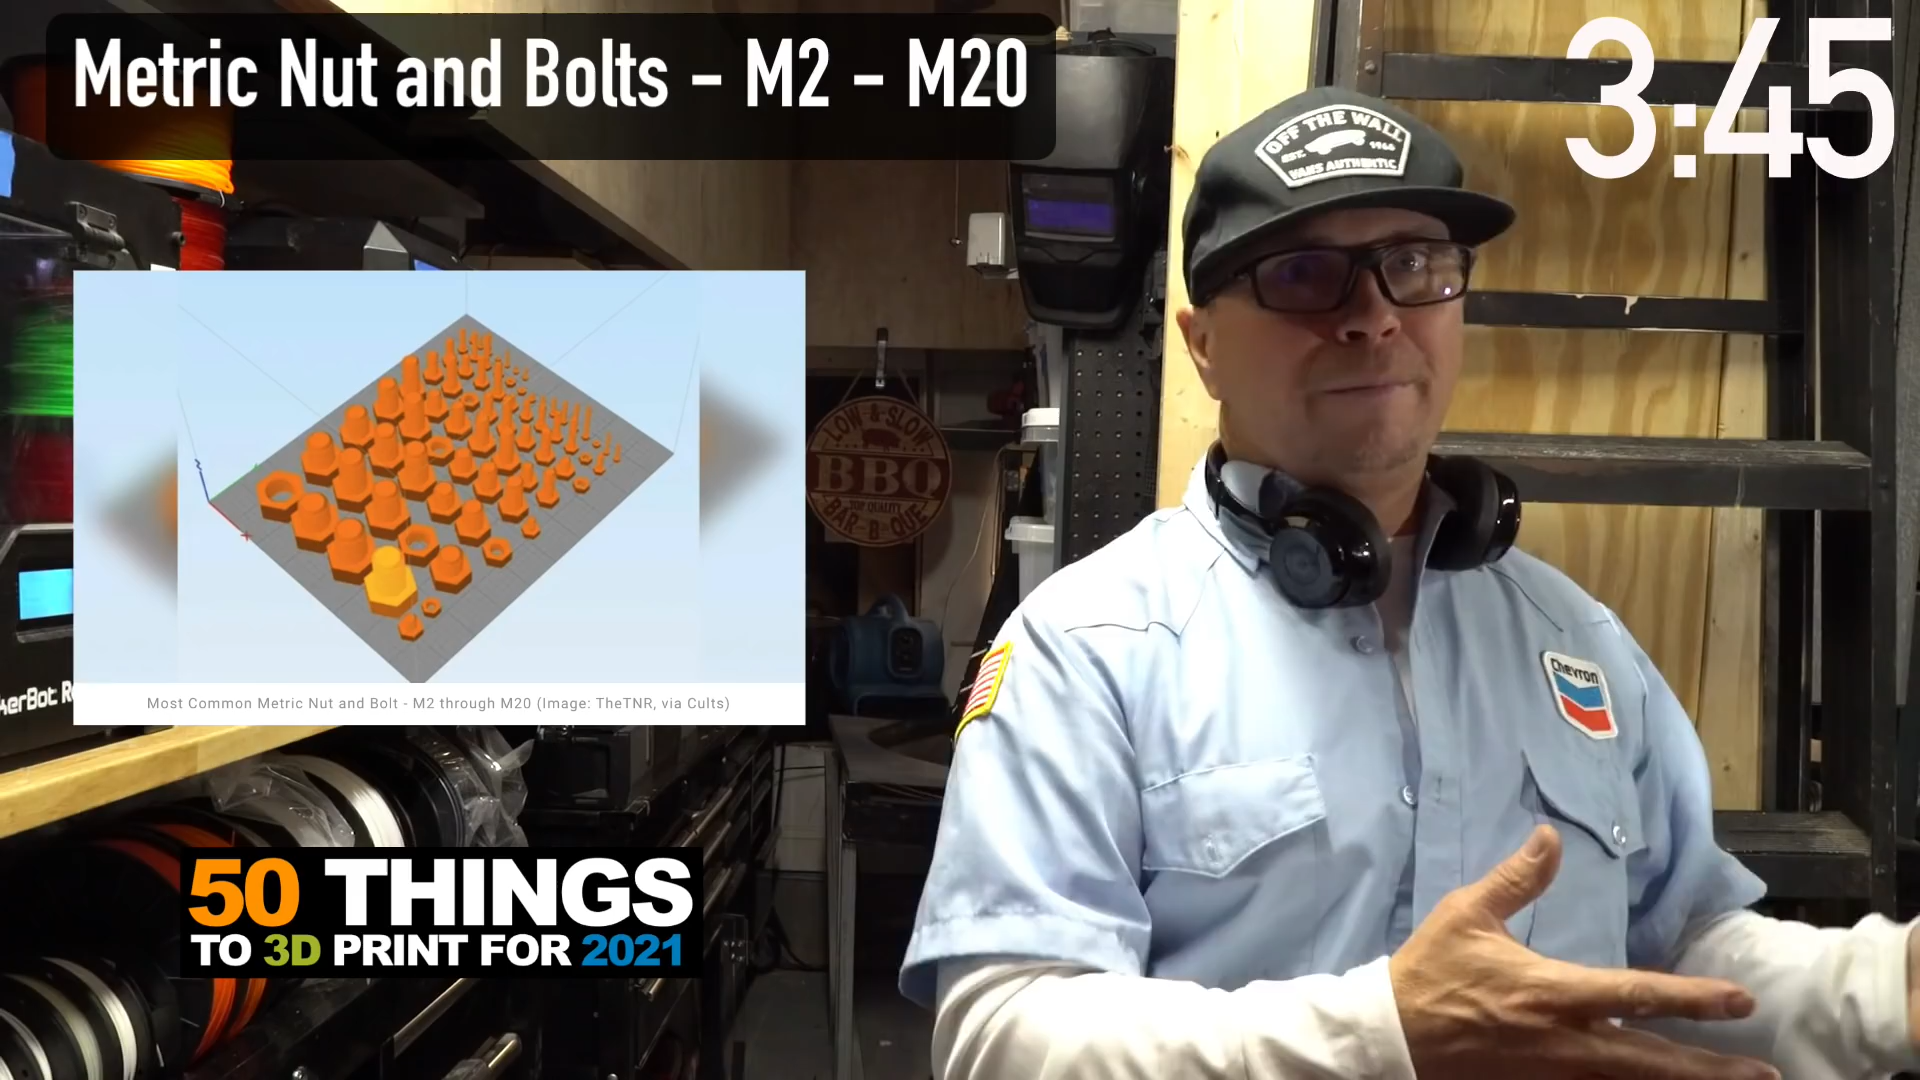 Metric Nut and Bolts - M2 - M20
3:45
OFF THE WALL
EST. 1966
VANS AUTHENTIC
LOW & SLOW
BBQ
TOP QUALITY
BAR-B-QUE
Chevron
Most Common Metric Nut and Bolt - M2 through M20 (Image: TheTNR, via Cults)
50 THINGS
TO 3D PRINT FOR 2021